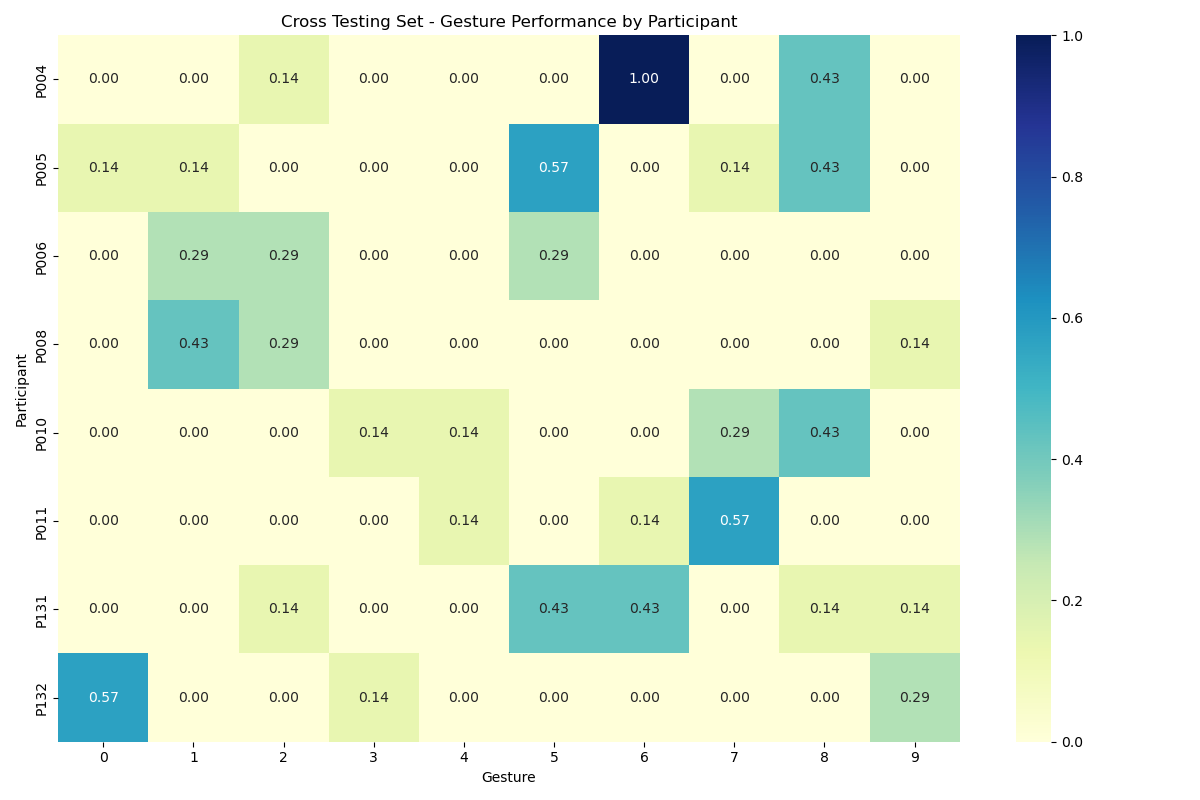 Cross Testing Set - Gesture Performance by Participant
P004 0.00 0.00 0.14 0.00 0.00 0.00 1.00 0.00 0.43 0.00
P005 0.14 0.14 0.00 0.00 0.00 0.57 0.00 0.14 0.43 0.00
P006 0.00 0.29 0.29 0.00 0.00 0.29 0.00 0.00 0.00 0.00
P008 0.00 0.43 0.29 0.00 0.00 0.00 0.00 0.00 0.00 0.14
P010 0.00 0.00 0.00 0.14 0.14 0.00 0.00 0.29 0.43 0.00
P011 0.00 0.00 0.00 0.00 0.14 0.00 0.14 0.57 0.00 0.00
P131 0.00 0.00 0.14 0.00 0.00 0.43 0.43 0.00 0.14 0.14
P132 0.57 0.00 0.00 0.14 0.00 0.00 0.00 0.00 0.00 0.29
0 1 2 3 4 5 6 7 8 9
Gesture
Participant
1.0
0.8
0.6
0.4
0.2
0.0